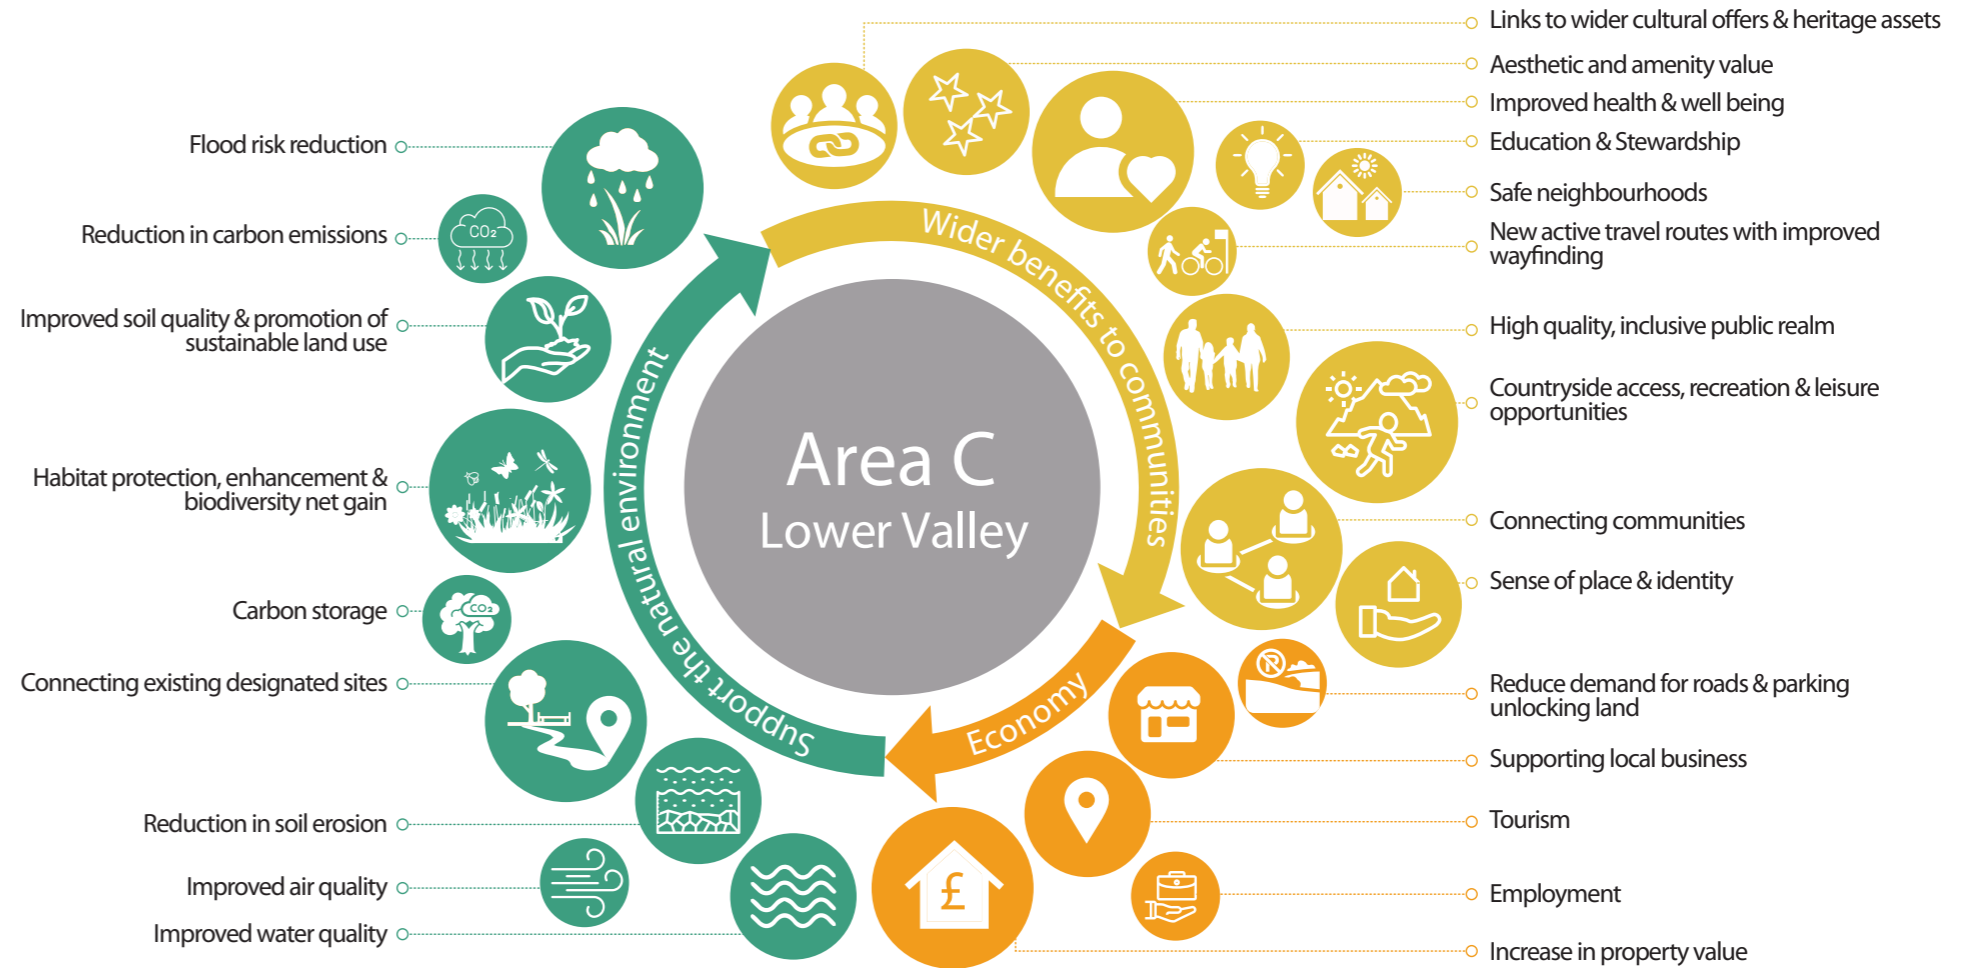 Links to wider cultural offers & heritage assets
Aesthetic and amenity value
Improved health & well being
Education & Stewardship
Safe neighbourhoods
New active travel routes with improved
wayfinding
High quality, inclusive public realm
Countryside access, recreation & leisure
opportunities
Connecting communities
Sense of place & identity
Reduce demand for roads & parking
unlocking land
Supporting local business
Tourism
Employment
Increase in property value
Flood risk reduction
Reduction in carbon emissions
Improved soil quality & promotion of
sustainable land use
Habitat protection, enhancement &
biodiversity net gain
Carbon storage
Connecting existing designated sites
Reduction in soil erosion
Improved air quality
Improved water quality
Wider benefits to communities
Economy
Support the natural environment
Area C
Lower Valley
CO₂
CO₂
P
£